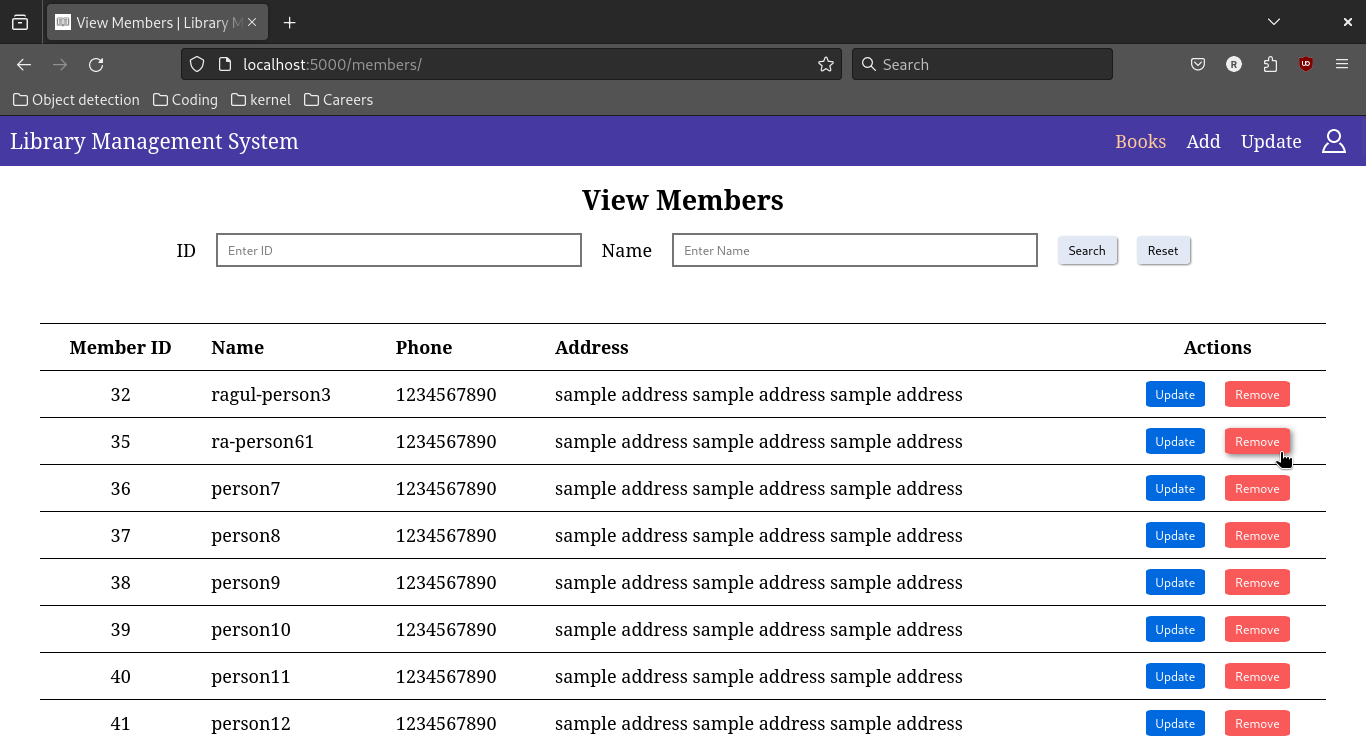 View Members | Library M
localhost:5000/members/
Search
R
UO
Object detection Coding kernel Careers
Library Management System Books Add Update
View Members
ID Enter ID Name Enter Name Search Reset
Member ID Name Phone Address Actions
32 ragul-person3 1234567890 sample address sample address sample address Update Remove
35 ra-person61 1234567890 sample address sample address sample address Update Remove
36 person7 1234567890 sample address sample address sample address Update Remove
37 person8 1234567890 sample address sample address sample address Update Remove
38 person9 1234567890 sample address sample address sample address Update Remove
39 person10 1234567890 sample address sample address sample address Update Remove
40 person11 1234567890 sample address sample address sample address Update Remove
41 person12 1234567890 sample address sample address sample address Update Remove